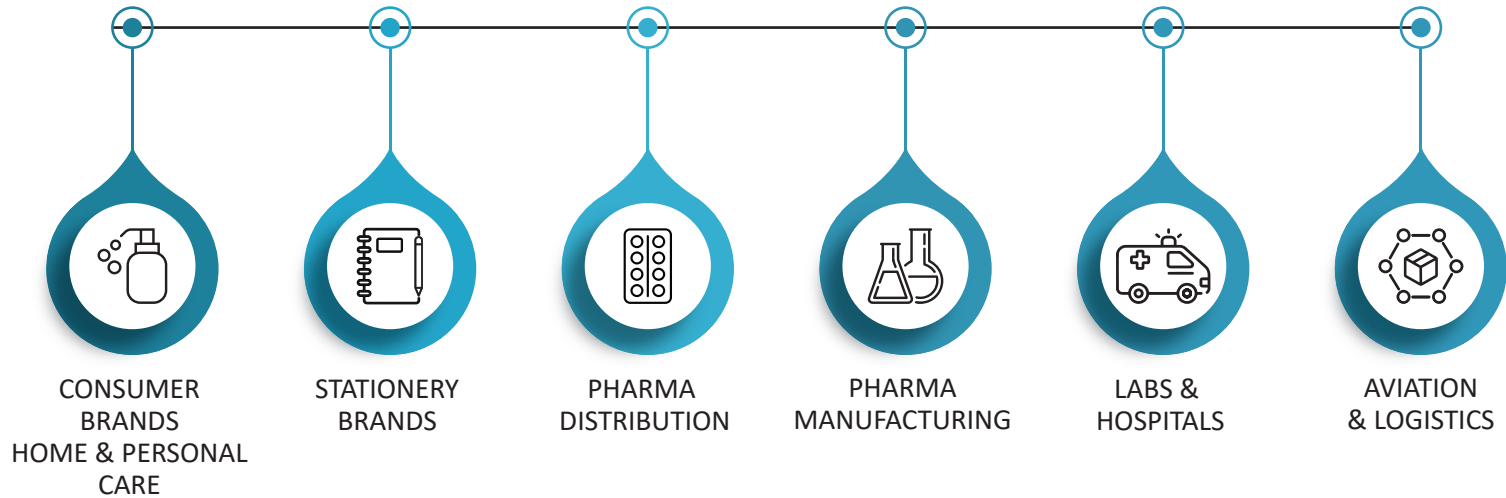 CONSUMER
BRANDS
HOME & PERSONAL
CARE
STATIONERY
BRANDS
PHARMA
DISTRIBUTION
PHARMA
MANUFACTURING
LABS &
HOSPITALS
AVIATION
& LOGISTICS